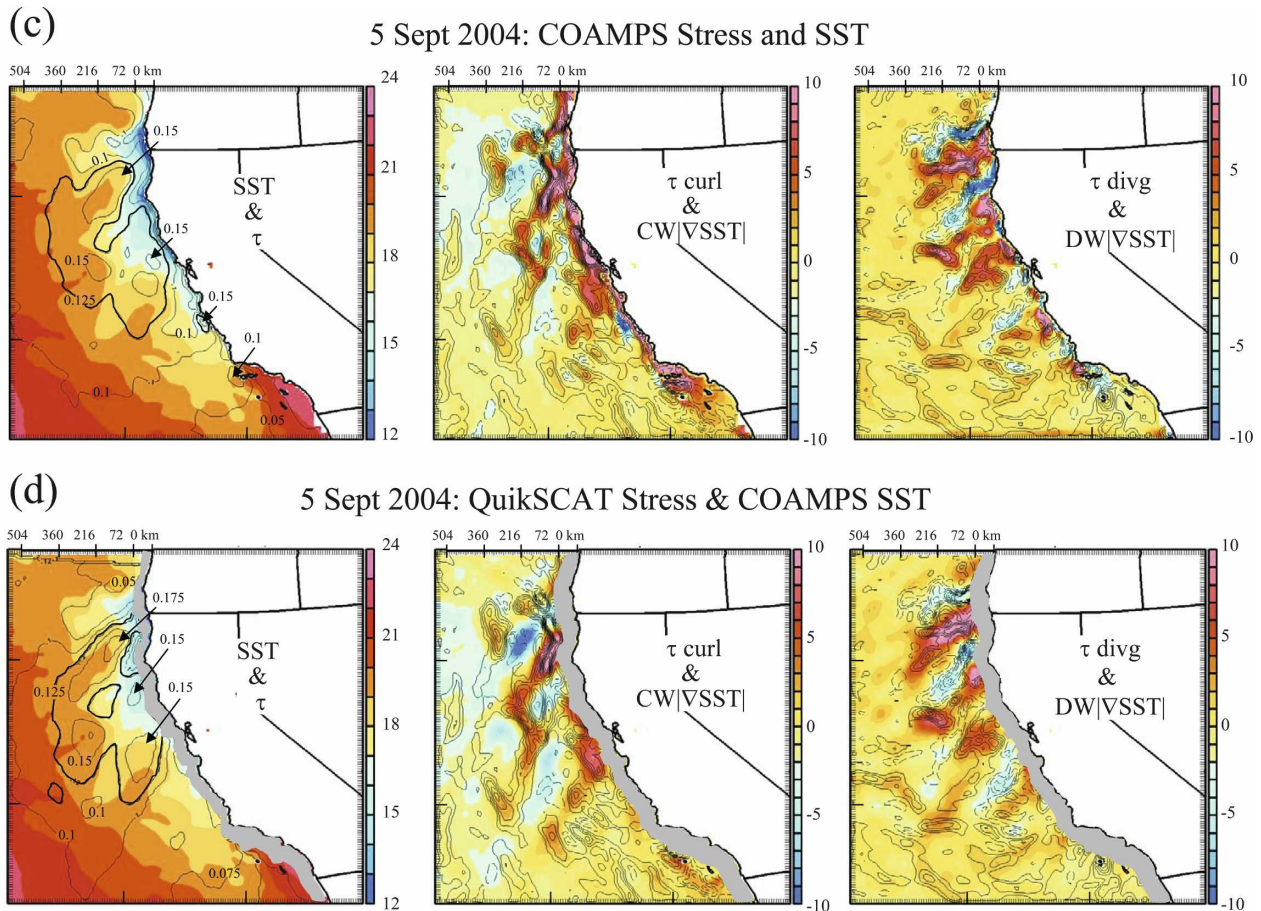 (c)
5 Sept 2004: COAMPS Stress and SST
504 360 216 72 0 km
504 360 216 72 0 km
504 360 216 72 0 km
24
21
18
15
12
10
5
0
-5
-10
10
5
0
-5
-10
0.15
0.1
0.15
0.15
0.125
0.15
0.1
0.1
0.1
0.05
SST
&
τ
τ curl
&
CW|∇SST|
τ divg
&
DW|∇SST|
(d)
5 Sept 2004: QuikSCAT Stress & COAMPS SST
504 360 216 72 0 km
504 360 216 72 0 km
504 360 216 72 0 km
24
21
18
15
12
10
5
0
-5
-10
10
5
0
-5
-10
0.05
0.175
0.15
0.125
0.15
0.15
0.1
0.1
0.075
SST
&
τ
τ curl
&
CW|∇SST|
τ divg
&
DW|∇SST|